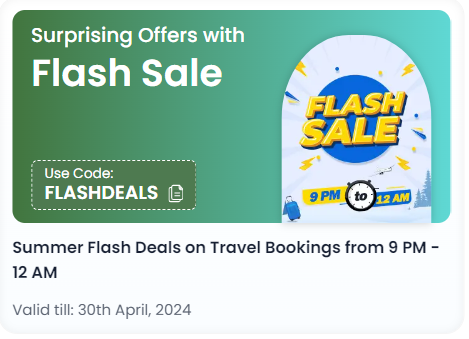 Surprising Offers with
Flash Sale
Use Code:
FLASHDEALS
FLASH
SALE
9 PM to 12 AM
Summer Flash Deals on Travel Bookings from 9 PM -
12 AM
Valid till: 30th April, 2024